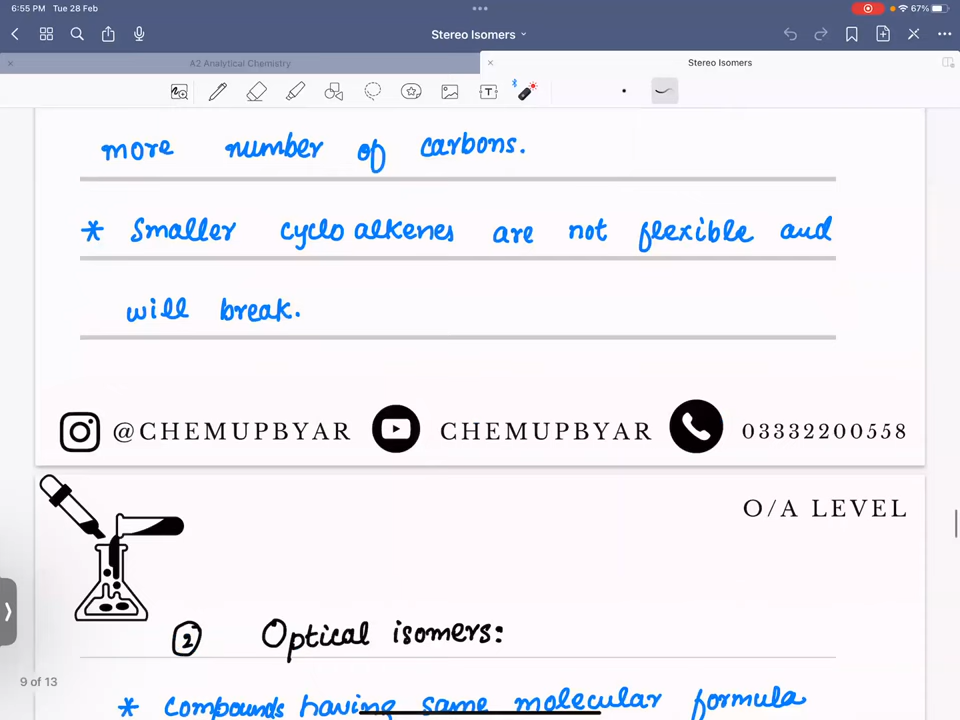 6:55 PM Tue 28 Feb 67%
Stereo Isomers
A2 Analytical Chemistry Stereo Isomers
T
more number of carbons.
* Smaller cyclo alkenes are not flexible and
will break.
@CHEMUPBYAR CHEMUPBYAR 03332200558
O/A LEVEL
2 Optical isomers:
9 of 13
* Compounds having same molecular formula